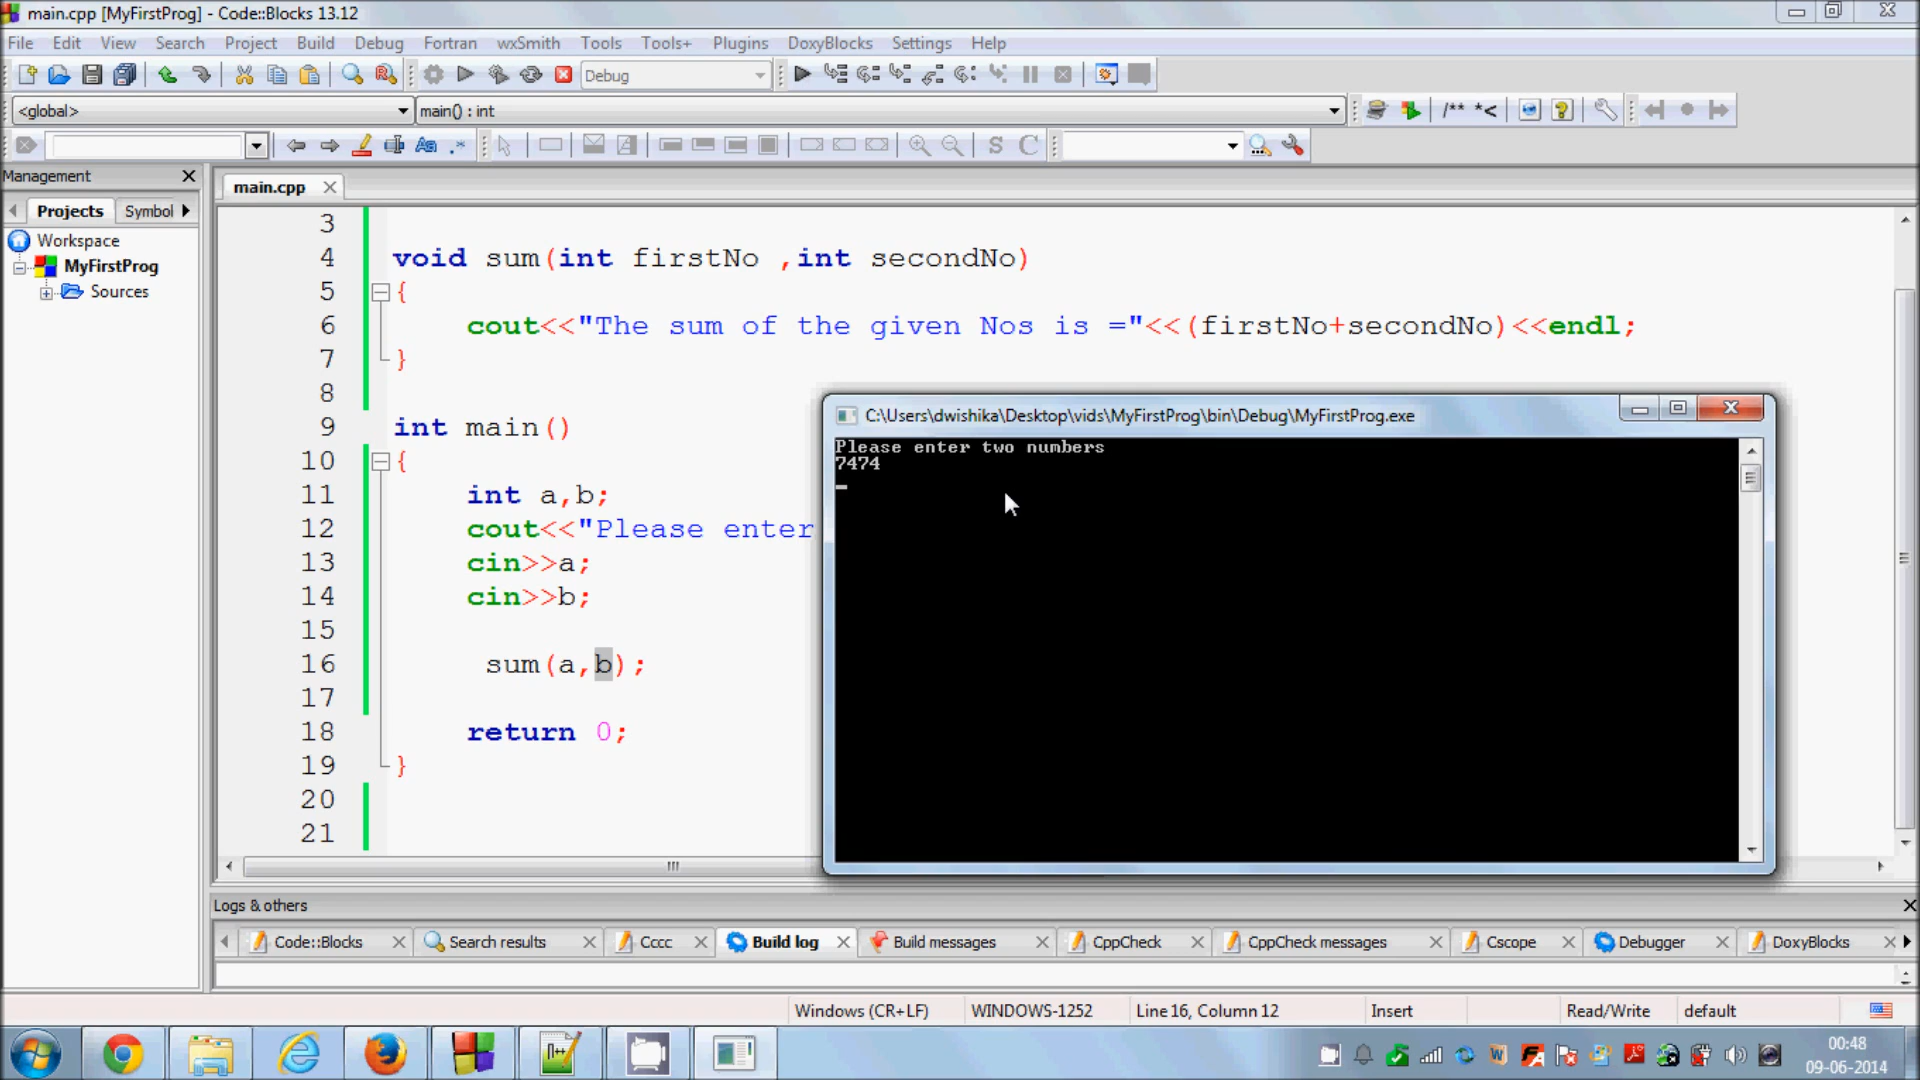 main.cpp [MyFirstProg] - Code::Blocks 13.12
File Edit View Search Project Build Debug Fortran wxSmith Tools Tools+ Plugins DoxyBlocks Settings Help
Debug
<global> main() : int /** *<
S C
Management
main.cpp
Projects Symbol
Workspace
MyFirstProg
Sources
3
4 void sum(int firstNo ,int secondNo)
5 {
6 cout<<"The sum of the given Nos is ="<<(firstNo+secondNo)<<endl;
7 }
8
9 int main()
10 {
11 int a,b;
12 cout<<"Please enter
13 cin>>a;
14 cin>>b;
15
16 sum(a,b);
17
18 return 0;
19 }
20
21
C:\Users\dwishika\Desktop\vids\MyFirstProg\bin\Debug\MyFirstProg.exe
Please enter two numbers
7474
Logs & others
Code::Blocks Search results Cccc Build log Build messages CppCheck CppCheck messages Cscope Debugger DoxyBlocks
Windows (CR+LF) WINDOWS-1252 Line 16, Column 12 Insert Read/Write default
00:48
09-06-2014